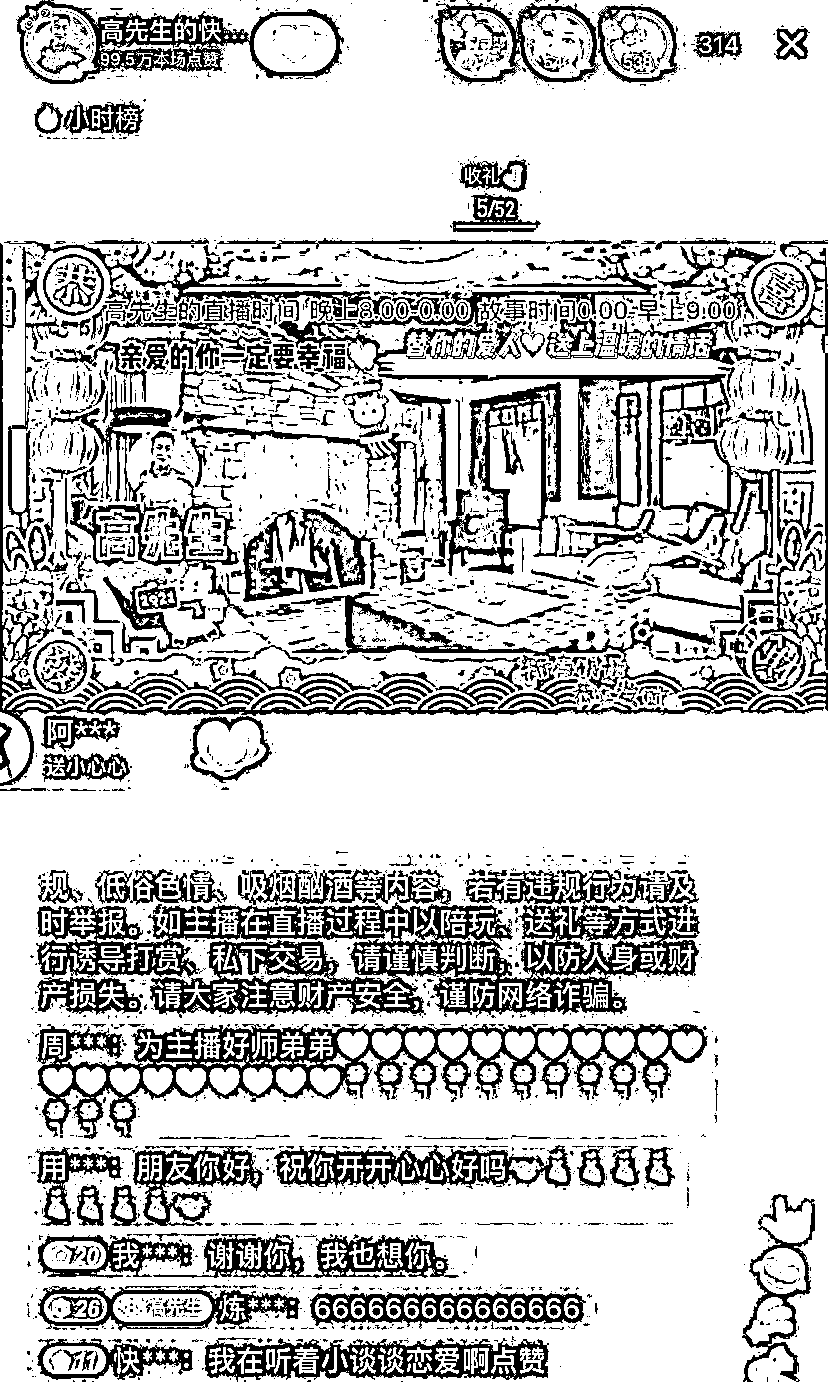 高先生的快...
99.5万本场点赞
314
小时榜
收礼
5/52
恭
喜
高先生的直播时间 晚上8.00-0.00 故事时间0.00-早上9.00
亲爱的你一定要幸福
替你的爱人 送上温暖的情话
高先生
2021
阿***
送小心心
规、低俗色情、吸烟酗酒等内容，若有违规行为请及
时举报。如主播在直播过程中以陪玩、送礼等方式进
行诱导打赏、私下交易，请谨慎判断，以防人身或财
产损失。请大家注意财产安全，谨防网络诈骗。
周***：为主播好师弟弟
用***：朋友你好，祝你开开心心好吗
20 我***：谢谢你，我也想你。
26 高先生 炼***：6666666666666666
11 快***：我在听着小谈谈恋爱啊点赞